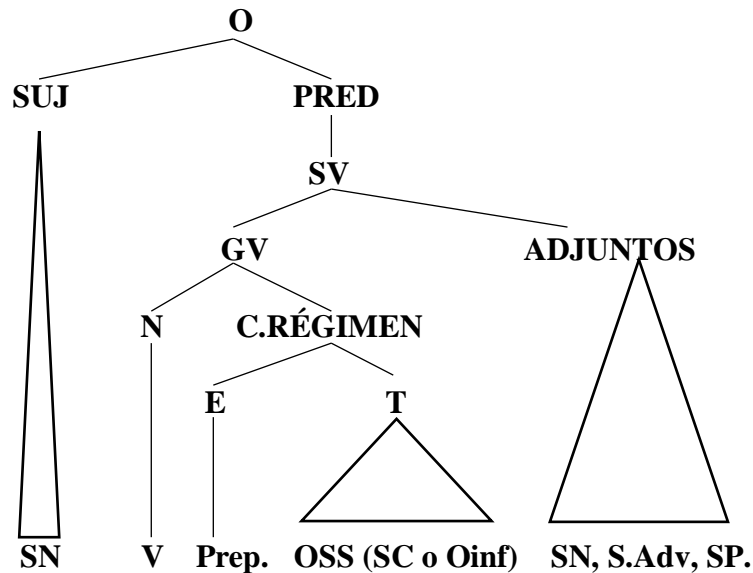 O
SUJ PRED
SV
GV ADJUNTOS
N C.RÉGIMEN
E T
SN V Prep. OSS (SC o Oinf) SN, S.Adv, SP.